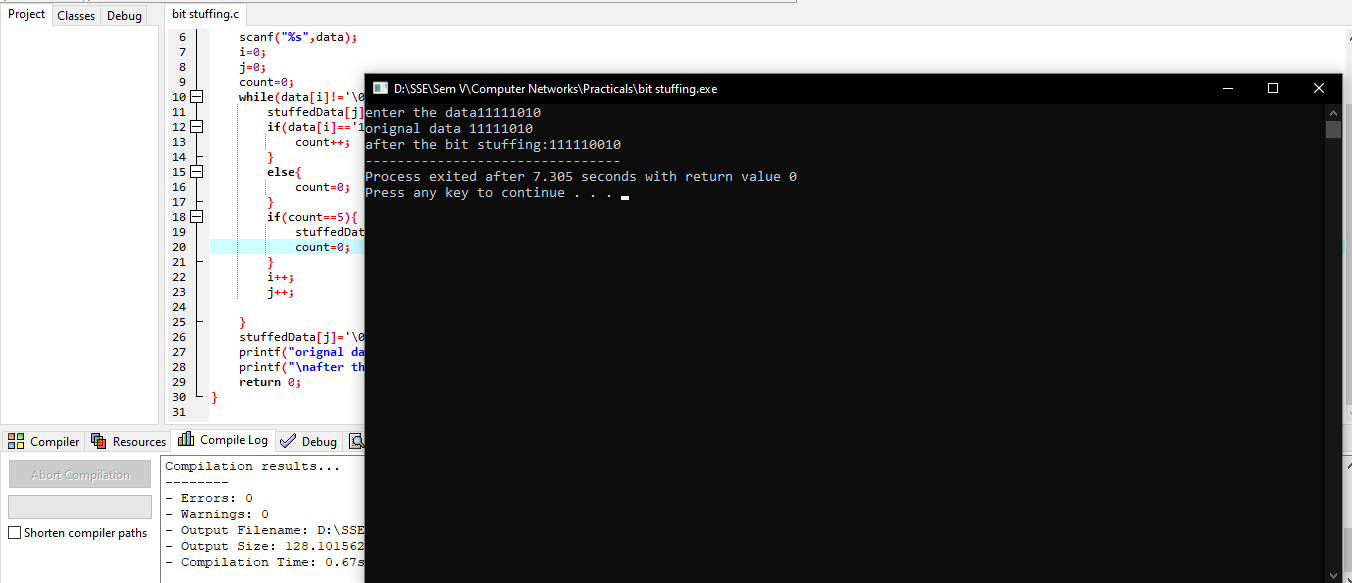 Project Classes Debug
bit stuffing.c
6 scanf("%s",data);
7 i=0;
8 j=0;
9 count=0;
10 while(data[i]!='\0
11 stuffedData[j]
12 if(data[i]=='1
13 count++;
14 }
15 else{
16 count=0;
17 }
18 if(count==5){
19 stuffedDat
20 count=0;
21 }
22 i++;
23 j++;
24
25 }
26 stuffedData[j]='\0
27 printf("orignal da
28 printf("\nafter th
29 return 0;
30 }
31
D:\SSE\Sem V\Computer Networks\Practicals\bit stuffing.exe
enter the data11111010
orignal data 11111010
after the bit stuffing:111110010
--------------------------------
Process exited after 7.305 seconds with return value 0
Press any key to continue . . .
Compiler Resources Compile Log Debug
Abort Compilation
Shorten compiler paths
Compilation results...
--------
- Errors: 0
- Warnings: 0
- Output Filename: D:\SSE
- Output Size: 128.101562
- Compilation Time: 0.67s